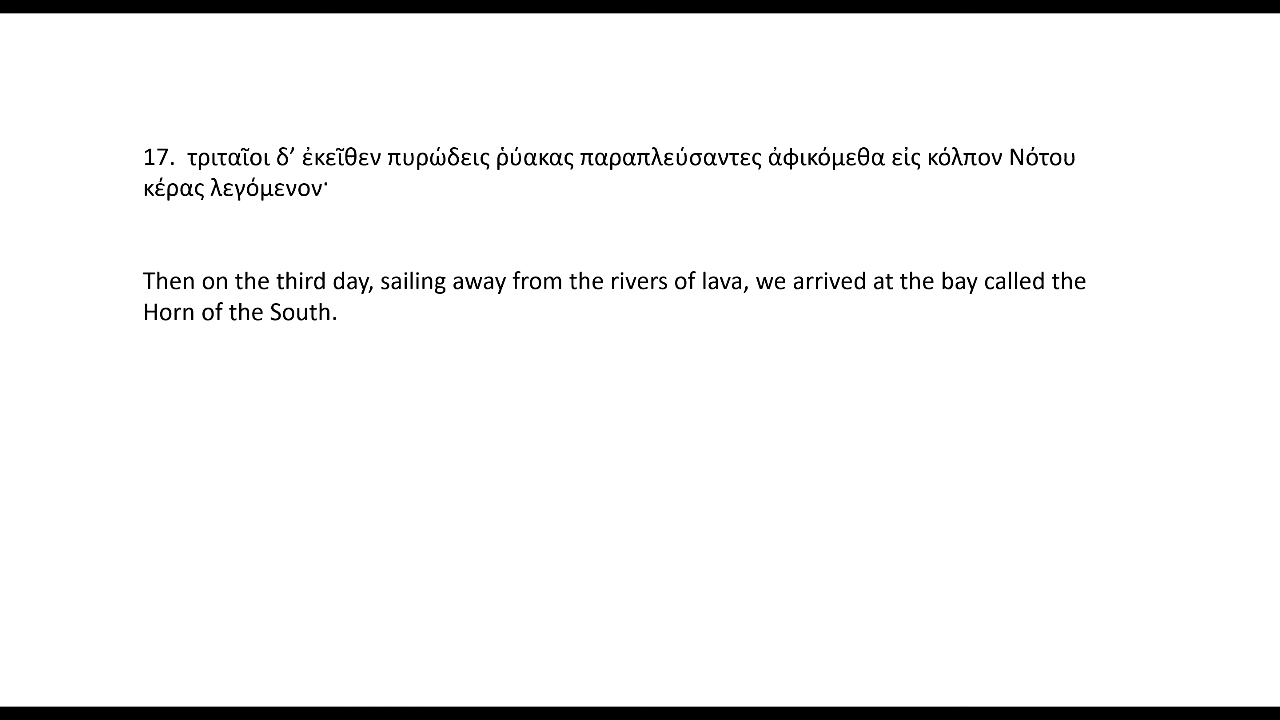 17. τριταῖοι δ’ ἐκεῖθεν πυρώδεις ῥύακας παραπλεύσαντες ἀφικόμεθα εἰς κόλπον Νότου
κέρας λεγόμενον·
Then on the third day, sailing away from the rivers of lava, we arrived at the bay called the
Horn of the South.